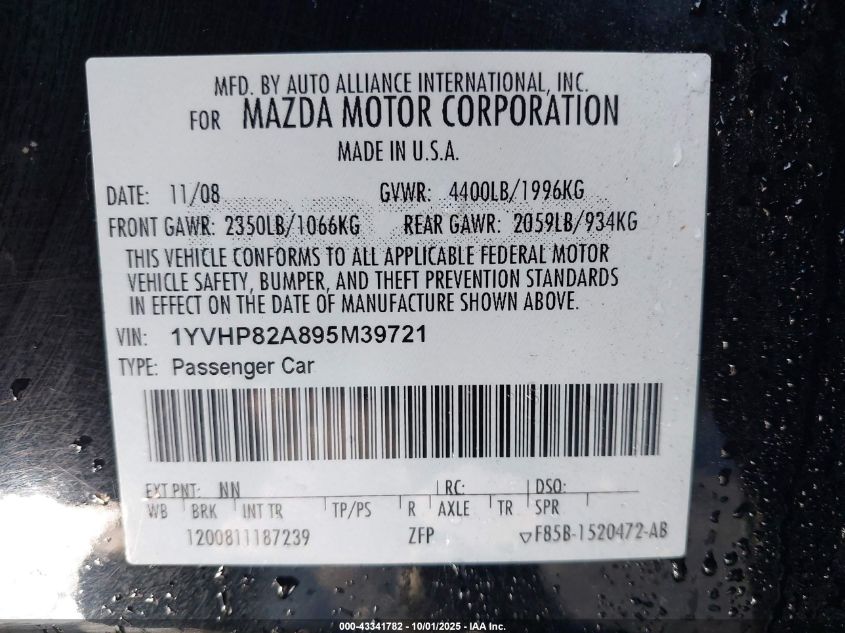 MFD. BY AUTO ALLIANCE INTERNATIONAL, INC.
FOR MAZDA MOTOR CORPORATION
MADE IN U.S.A.
DATE: 11/08 GVWR: 4400LB/1996KG
FRONT GAWR: 2350LB/1066KG REAR GAWR: 2059LB/934KG
THIS VEHICLE CONFORMS TO ALL APPLICABLE FEDERAL MOTOR
VEHICLE SAFETY, BUMPER, AND THEFT PREVENTION STANDARDS
IN EFFECT ON THE DATE OF MANUFACTURE SHOWN ABOVE.
VIN: 1YVHP82A895M39721
TYPE: Passenger Car
EXT PNT: NN RC: DSO:
WB BRK INT TR TP/PS R AXLE TR SPR
1200811187239 ZFP ▽F85B-1520472-AB
000-43341782 - 10/01/2025 - IAA Inc.